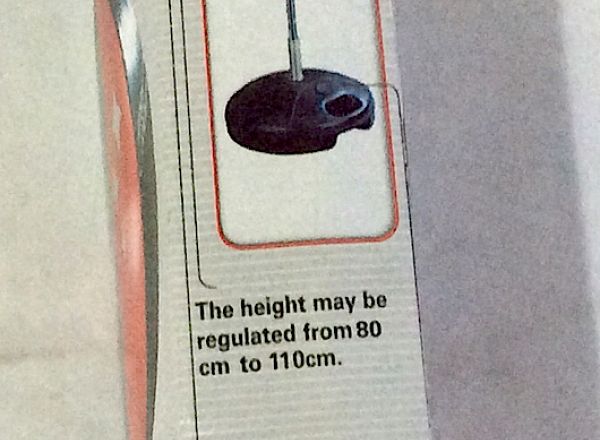 The height may be
regulated from 80
cm to 110cm.